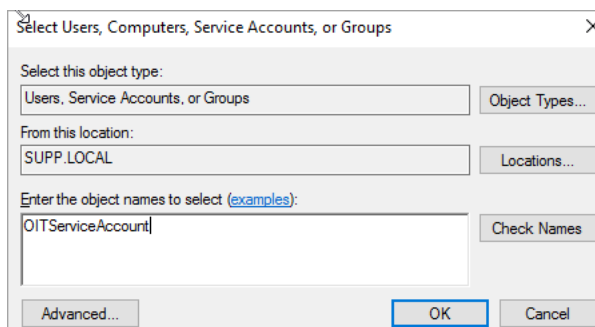 Select Users, Computers, Service Accounts, or Groups
Select this object type:
Users, Service Accounts, or Groups
Object Types...
From this location:
SUPP.LOCAL
Locations...
Enter the object names to select (examples):
OITServiceAccount
Check Names
Advanced...
OK
Cancel